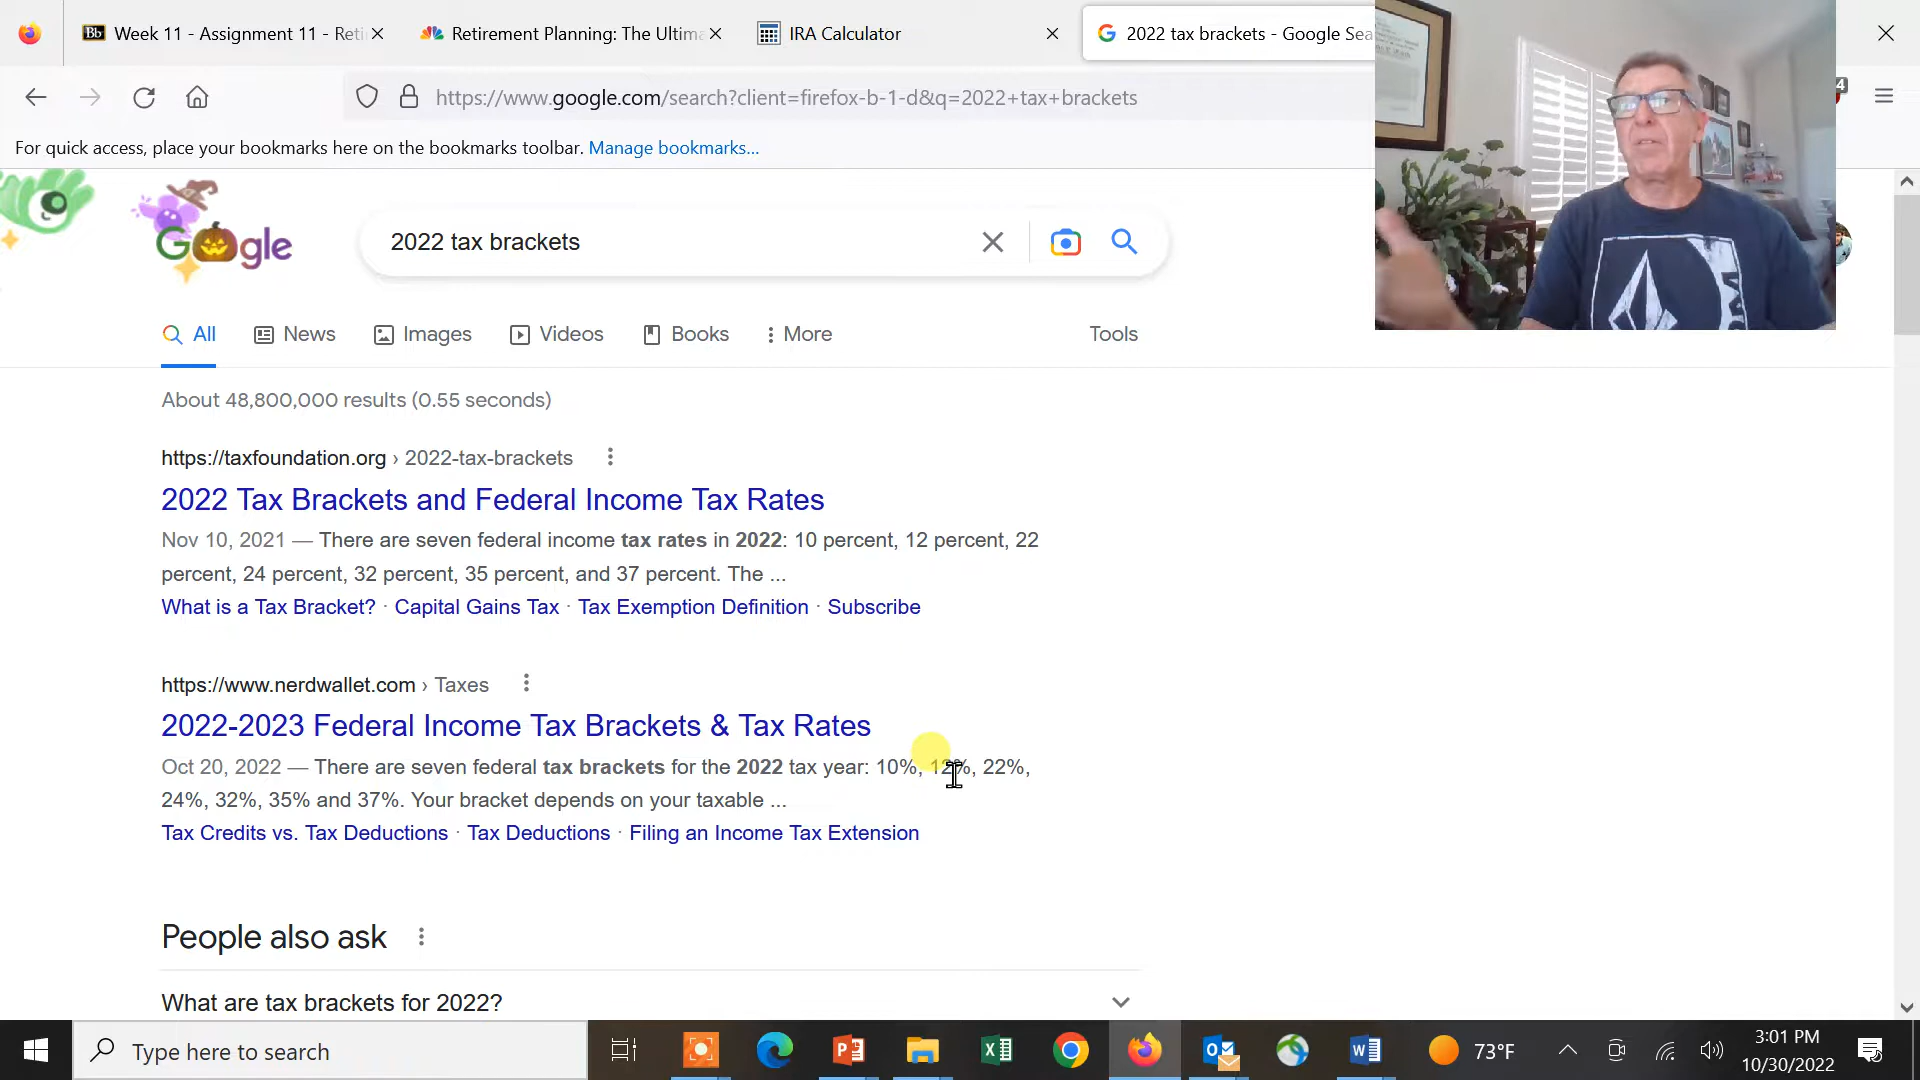 Week 11 - Assignment 11 - Reti
Retirement Planning: The Ultima
IRA Calculator
2022 tax brackets - Google Sea
https://www.google.com/search?client=firefox-b-1-d&q=2022+tax+brackets
4
For quick access, place your bookmarks here on the bookmarks toolbar. Manage bookmarks...
Google
2022 tax brackets
All
News
Images
Videos
Books
More
Tools
About 48,800,000 results (0.55 seconds)
https://taxfoundation.org › 2022-tax-brackets
2022 Tax Brackets and Federal Income Tax Rates
Nov 10, 2021 — There are seven federal income tax rates in 2022: 10 percent, 12 percent, 22
percent, 24 percent, 32 percent, 35 percent, and 37 percent. The ...
What is a Tax Bracket? · Capital Gains Tax · Tax Exemption Definition · Subscribe
https://www.nerdwallet.com › Taxes
2022-2023 Federal Income Tax Brackets & Tax Rates
Oct 20, 2022 — There are seven federal tax brackets for the 2022 tax year: 10%, 12%, 22%,
24%, 32%, 35% and 37%. Your bracket depends on your taxable ...
Tax Credits vs. Tax Deductions · Tax Deductions · Filing an Income Tax Extension
People also ask
What are tax brackets for 2022?
Type here to search
73°F
3:01 PM
10/30/2022